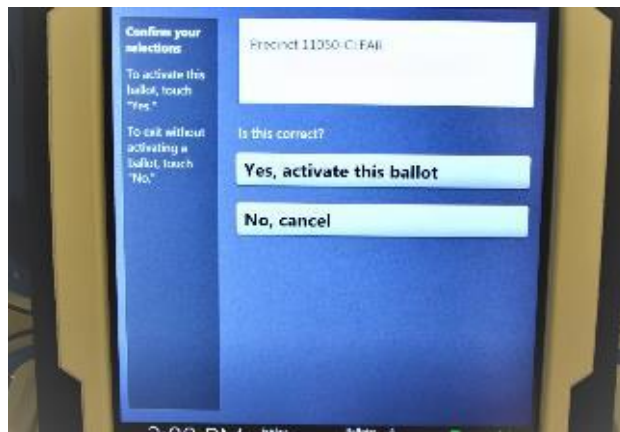 Confirm your
selections
To activate this
ballot, touch
"Yes."
To exit without
activating a
ballot, touch
"No."
Precinct 11050
Is this correct?
Yes, activate this ballot
No, cancel